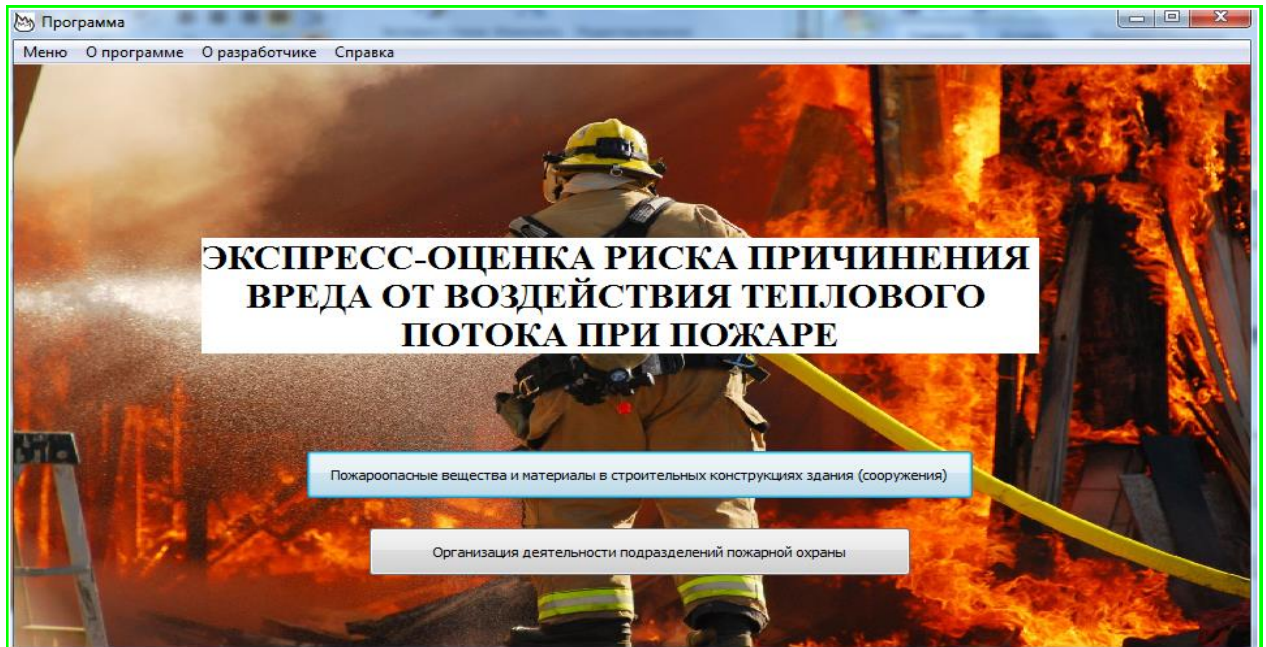 Программа
Меню О программе О разработчике Справка
ЭКСПРЕСС-ОЦЕНКА РИСКА ПРИЧИНЕНИЯ
ВРЕДА ОТ ВОЗДЕЙСТВИЯ ТЕПЛОВОГО
ПОТОКА ПРИ ПОЖАРЕ
Пожароопасные вещества и материалы в строительных конструкциях здания (сооружения)
Организация деятельности подразделений пожарной охраны